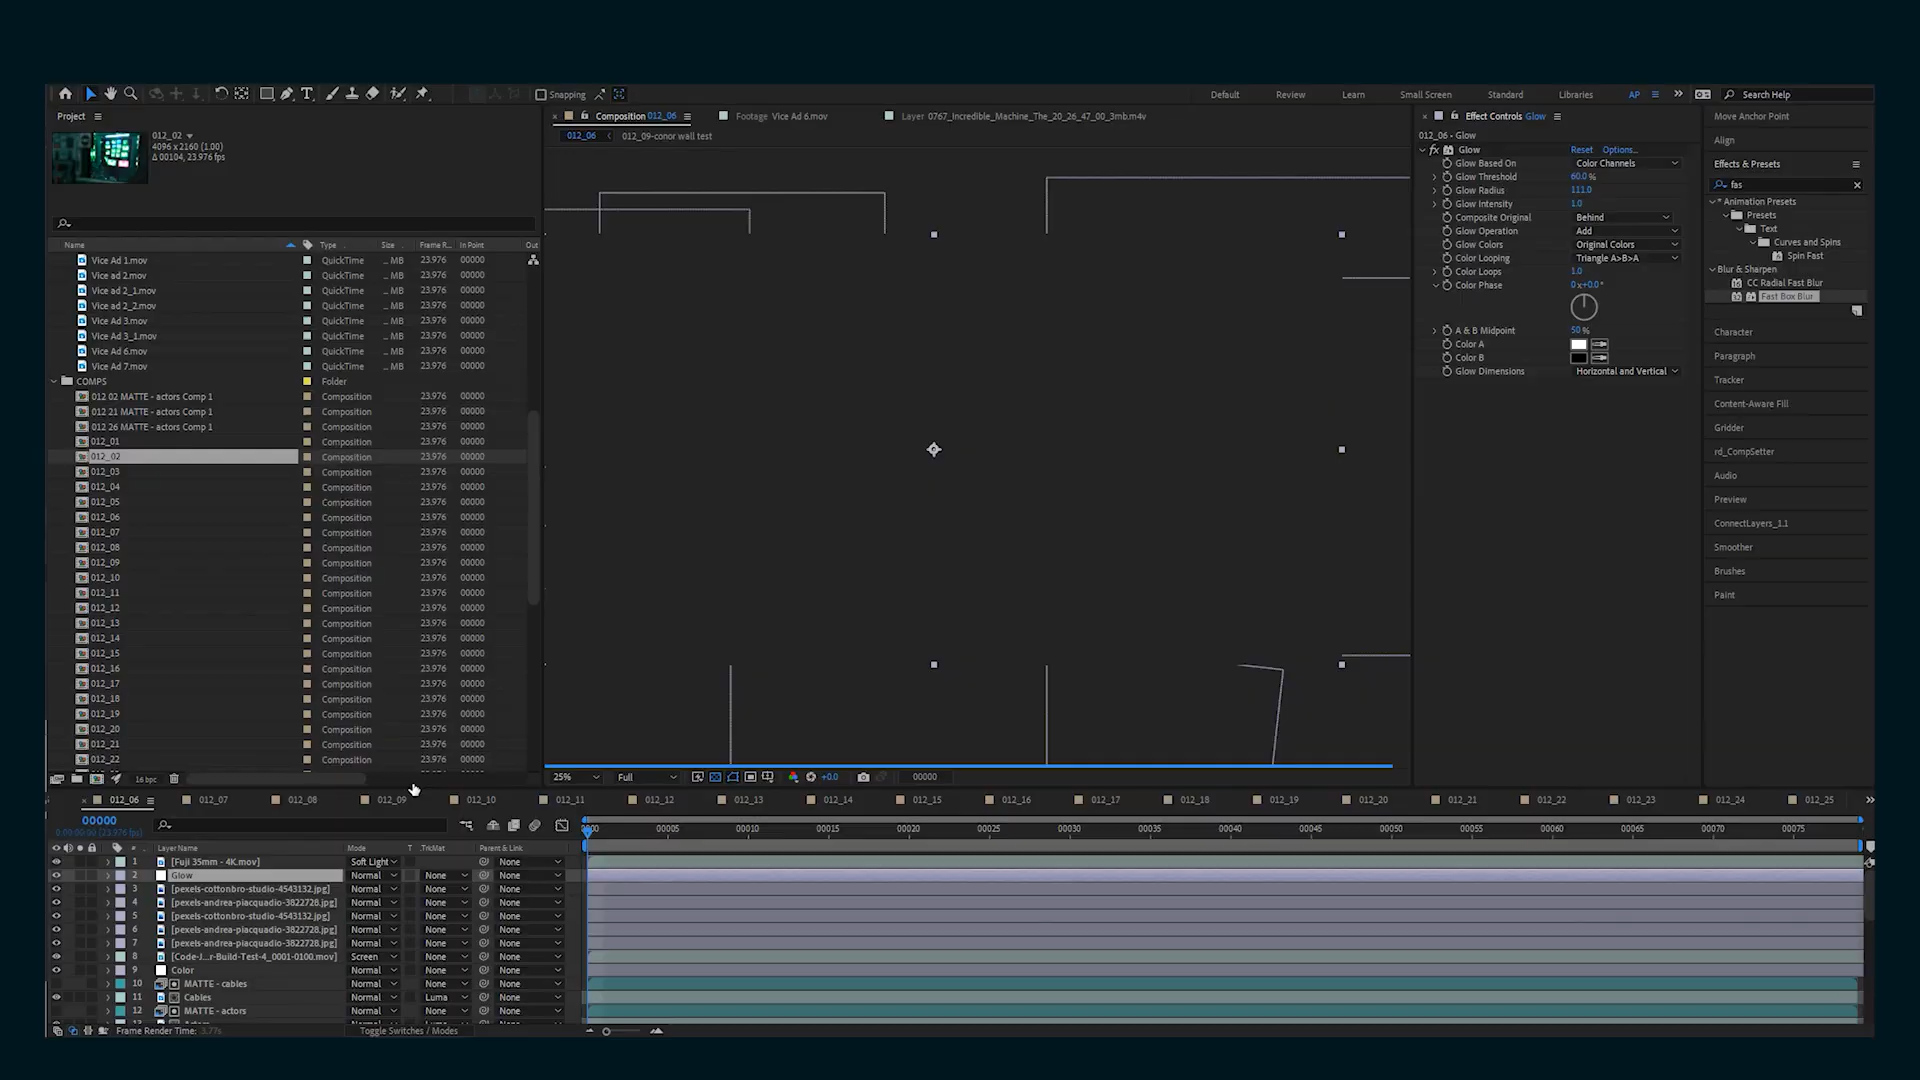 Snapping
Default
Review
Learn
Small Screen
Standard
Libraries
AP
Search Help
Project
012_02
4096 x 2160 (1.00)
Δ 00104, 23.976 fps
Name
Type
Size
Frame R...
In Point
Out
Vice Ad 1.mov QuickTime ... MB 23.976 00000
Vice ad 2.mov QuickTime ... MB 23.976 00000
Vice ad 2_1.mov QuickTime ... MB 23.976 00000
Vice ad 2_2.mov QuickTime ... MB 23.976 00000
Vice Ad 3.mov QuickTime ... MB 23.976 00000
Vice Ad 3_1.mov QuickTime ... MB 23.976 00000
Vice Ad 6.mov QuickTime ... MB 23.976 00000
Vice Ad 7.mov QuickTime ... MB 23.976 00000
COMPS Folder
012 02 MATTE - actors Comp 1 Composition 23.976 00000
012 21 MATTE - actors Comp 1 Composition 23.976 00000
012 26 MATTE - actors Comp 1 Composition 23.976 00000
012_01 Composition 23.976 00000
012_02 Composition 23.976 00000
012_03 Composition 23.976 00000
012_04 Composition 23.976 00000
012_05 Composition 23.976 00000
012_06 Composition 23.976 00000
012_07 Composition 23.976 00000
012_08 Composition 23.976 00000
012_09 Composition 23.976 00000
012_10 Composition 23.976 00000
012_11 Composition 23.976 00000
012_12 Composition 23.976 00000
012_13 Composition 23.976 00000
012_14 Composition 23.976 00000
012_15 Composition 23.976 00000
012_16 Composition 23.976 00000
012_17 Composition 23.976 00000
012_18 Composition 23.976 00000
012_19 Composition 23.976 00000
012_20 Composition 23.976 00000
012_21 Composition 23.976 00000
012_22 Composition 23.976 00000
16 bpc
Composition 012_06
Footage Vice Ad 6.mov
Layer 0767_Incredible_Machine_The_20_26_47_00_3mb.m4v
012_06
012_09-conor wall test
25%
Full
+0.0
00000
Effect Controls Glow
012_06 - Glow
fx Glow Reset Options...
Glow Based On Color Channels
Glow Threshold 60.0 %
Glow Radius 111.0
Glow Intensity 1.0
Composite Original Behind
Glow Operation Add
Glow Colors Original Colors
Color Looping Triangle A>B>A
Color Loops 1.0
Color Phase 0 x+0.0°
A & B Midpoint 50 %
Color A
Color B
Glow Dimensions Horizontal and Vertical
Move Anchor Point
Align
Effects & Presets
fas
* Animation Presets
Presets
Text
Curves and Spins
Spin Fast
Blur & Sharpen
CC Radial Fast Blur
Fast Box Blur
Character
Paragraph
Tracker
Content-Aware Fill
Gridder
rd_CompSetter
Audio
Preview
ConnectLayers_1.1
Smoother
Brushes
Paint
012_06 012_07 012_08 012_09 012_10 012_11 012_12 012_13 012_14 012_15 012_16 012_17 012_18 012_19 012_20 012_21 012_22 012_23 012_24 012_25
00000
0:00:00:00 (23.976 fps)
0000 00005 00010 00015 00020 00025 00030 00035 00040 00045 00050 00055 00060 00065 00070 00075
Layer Name Mode T .TrkMat Parent & Link
1 [Fuji 35mm - 4K.mov] Soft Light None
2 Glow Normal None None
3 [pexels-cottonbro-studio-4543132.jpg] Normal None None
4 [pexels-andrea-piacquadio-3822728.jpg] Normal None None
5 [pexels-cottonbro-studio-4543132.jpg] Normal None None
6 [pexels-andrea-piacquadio-3822728.jpg] Normal None None
7 [pexels-andrea-piacquadio-3822728.jpg] Normal None None
8 [Code-J...r-Build-Test-4_0001-0100.mov] Screen None None
9 Color Normal None None
10 MATTE - cables Normal None None
11 Cables Normal Luma None
12 MATTE - actors Normal None None
Frame Render Time: 3.77s
Toggle Switches / Modes